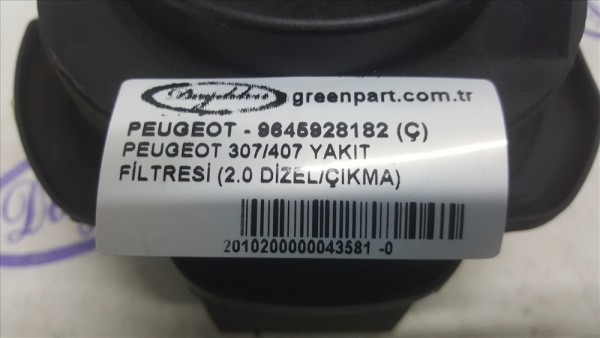 greenpart.com.tr
PEUGEOT - 9645928182 (Ç)
PEUGEOT 307/407 YAKIT
FİLTRESİ (2.0 DİZEL/ÇIKMA)
2010200000043581 -0